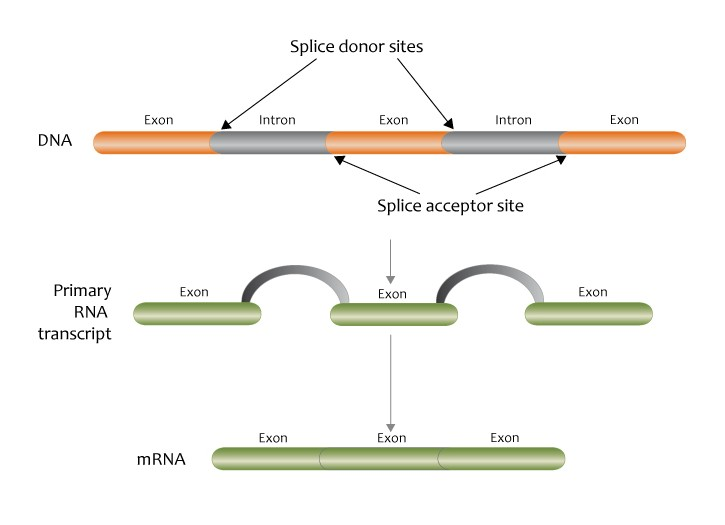 Splice donor sites
Exon Intron Exon Intron Exon
DNA
Splice acceptor site
Primary
RNA
transcript
Exon Exon Exon
Exon Exon Exon
mRNA